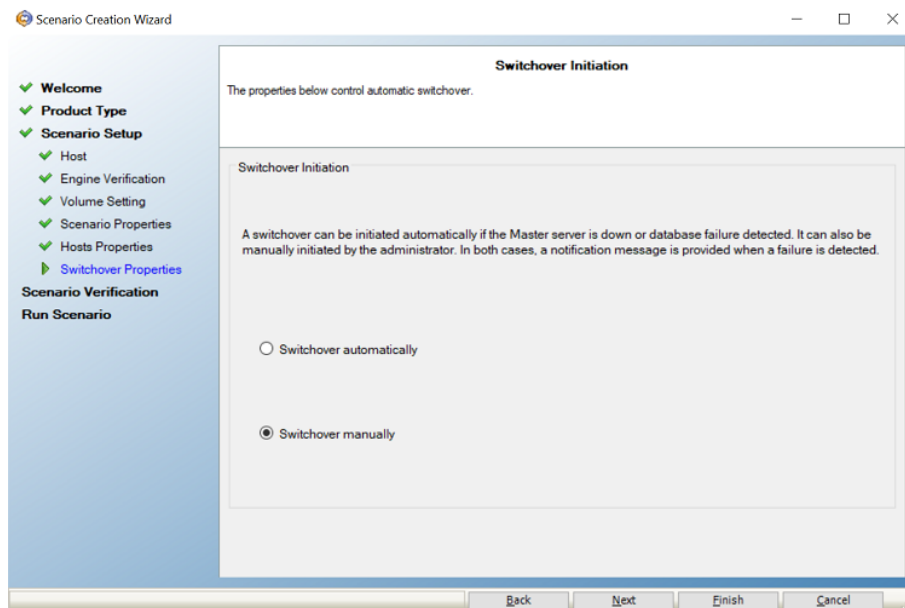 Scenario Creation Wizard
Switchover Initiation
The properties below control automatic switchover.
Welcome
Product Type
Scenario Setup
Host
Engine Verification
Volume Setting
Scenario Properties
Hosts Properties
Switchover Properties
Scenario Verification
Run Scenario
Switchover Initiation
A switchover can be initiated automatically if the Master server is down or database failure detected. It can also be
manually initiated by the administrator. In both cases, a notification message is provided when a failure is detected.
Switchover automatically
Switchover manually
Back Next Finish Cancel